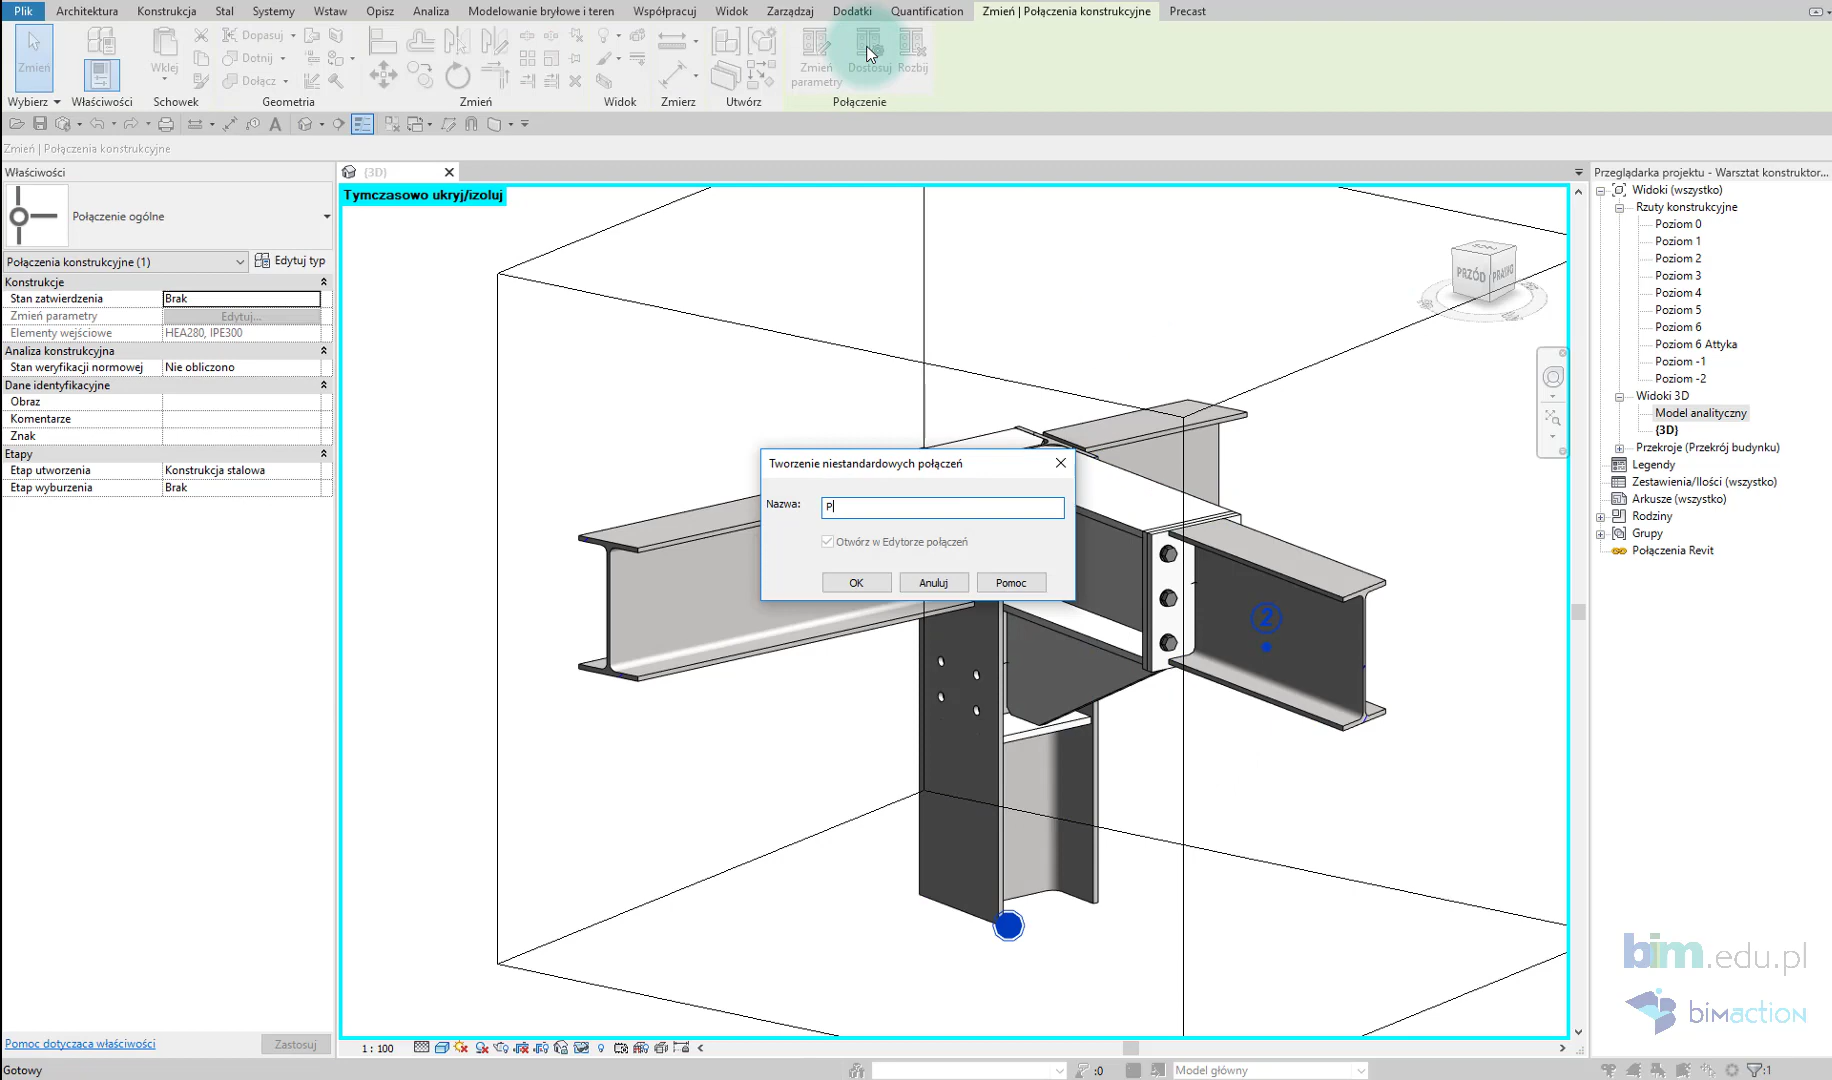 Plik Architektura Konstrukcja Stal Systemy Wstaw Opisz Analiza Modelowanie bryłowe i teren Współpracuj Widok Zarządzaj Dodatki Quantification Zmień | Połączenia konstrukcyjne Precast
Zmień Wklej Dopasuj Dotnij Dołącz Zmień parametry Dostosuj Rozbij
Wybierz Właściwości Schowek Geometria Zmień Widok Zmierz Utwórz Połączenie
Zmień | Połączenia konstrukcyjne
Właściwości
Połączenie ogólne
Połączenia konstrukcyjne (1) Edytuj typ
Konstrukcje
Stan zatwierdzenia Brak
Zmień parametry Edytuj...
Elementy wejściowe HEA280, IPE300
Analiza konstrukcyjna
Stan weryfikacji normowej Nie obliczono
Dane identyfikacyjne
Obraz
Komentarze
Znak
Etapy
Etap utworzenia Konstrukcja stalowa
Etap wyburzenia Brak
Pomoc dotycząca właściwości Zastosuj
Gotowy
{3D}
Tymczasowo ukryj/izoluj
PRZÓD PRAWO
Tworzenie niestandardowych połączeń
Nazwa: P
Otwórz w Edytorze połączeń
OK Anuluj Pomoc
2
1 : 100
:0 Model główny :1
Przeglądarka projektu - Warsztat konstruktor...
Widoki (wszystko)
Rzuty konstrukcyjne
Poziom 0
Poziom 1
Poziom 2
Poziom 3
Poziom 4
Poziom 5
Poziom 6
Poziom 6 Attyka
Poziom -1
Poziom -2
Widoki 3D
Model analityczny
{3D}
Przekroje (Przekrój budynku)
Legendy
Zestawienia/Ilości (wszystko)
Arkusze (wszystko)
Rodziny
Grupy
Połączenia Revit
bim.edu.pl
bimaction